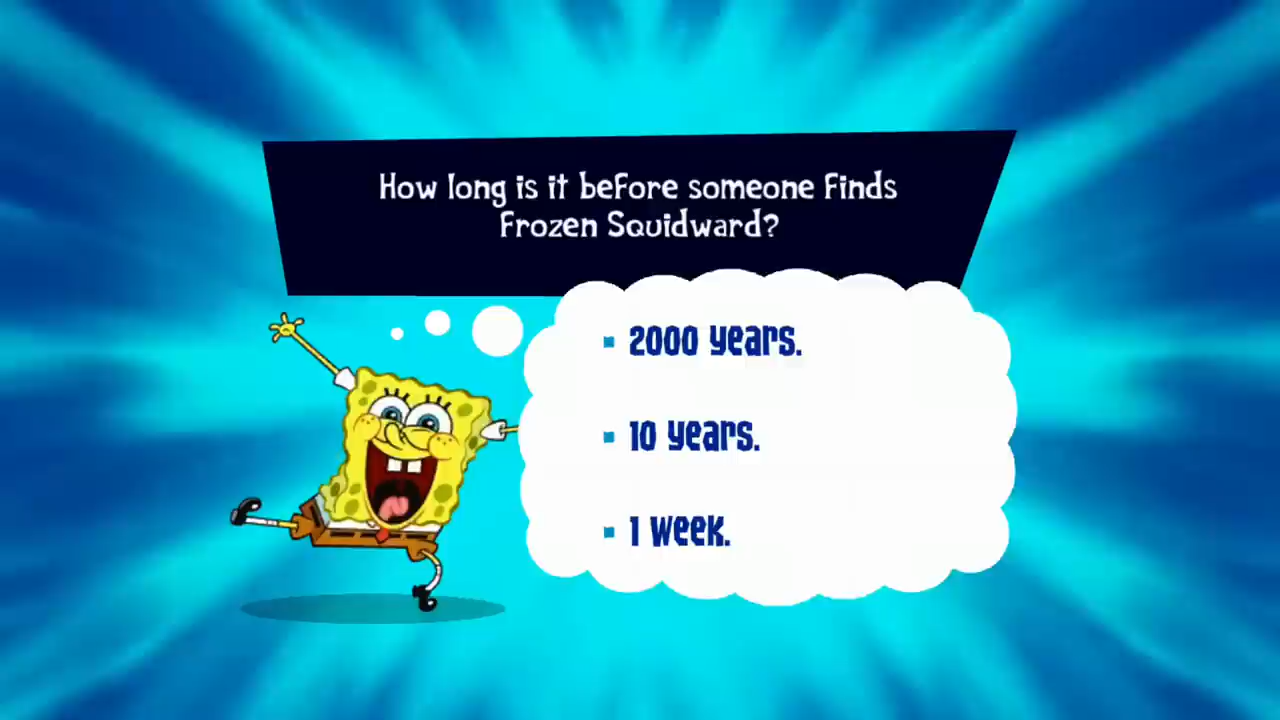 How long is it before someone finds
Frozen Squidward?
2000 years.
10 years.
1 week.